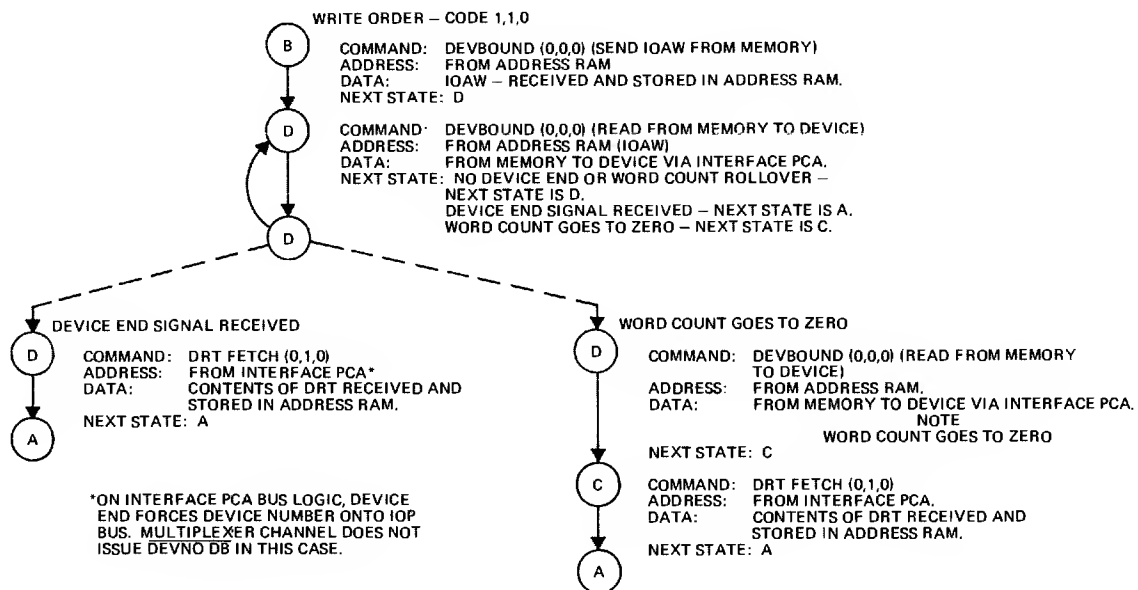 WRITE ORDER – CODE 1,1,0
B
COMMAND: DEVBOUND (0,0,0) (SEND IOAW FROM MEMORY)
ADDRESS: FROM ADDRESS RAM
DATA: IOAW – RECEIVED AND STORED IN ADDRESS RAM.
NEXT STATE: D
D
COMMAND: DEVBOUND (0,0,0) (READ FROM MEMORY TO DEVICE)
ADDRESS: FROM ADDRESS RAM (IOAW)
DATA: FROM MEMORY TO DEVICE VIA INTERFACE PCA.
NEXT STATE: NO DEVICE END OR WORD COUNT ROLLOVER –
NEXT STATE IS D.
DEVICE END SIGNAL RECEIVED – NEXT STATE IS A.
WORD COUNT GOES TO ZERO – NEXT STATE IS C.
D
DEVICE END SIGNAL RECEIVED
D
COMMAND: DRT FETCH (0,1,0)
ADDRESS: FROM INTERFACE PCA*
DATA: CONTENTS OF DRT RECEIVED AND
STORED IN ADDRESS RAM.
NEXT STATE: A
A
*ON INTERFACE PCA BUS LOGIC, DEVICE
END FORCES DEVICE NUMBER ONTO IOP
BUS. MULTIPLEXER CHANNEL DOES NOT
ISSUE DEVNO DB IN THIS CASE.
WORD COUNT GOES TO ZERO
D
COMMAND: DEVBOUND (0,0,0) (READ FROM MEMORY
TO DEVICE)
ADDRESS: FROM ADDRESS RAM.
DATA: FROM MEMORY TO DEVICE VIA INTERFACE PCA.
NOTE
WORD COUNT GOES TO ZERO
NEXT STATE: C
C
COMMAND: DRT FETCH (0,1,0)
ADDRESS: FROM INTERFACE PCA.
DATA: CONTENTS OF DRT RECEIVED AND
STORED IN ADDRESS RAM.
NEXT STATE: A
A